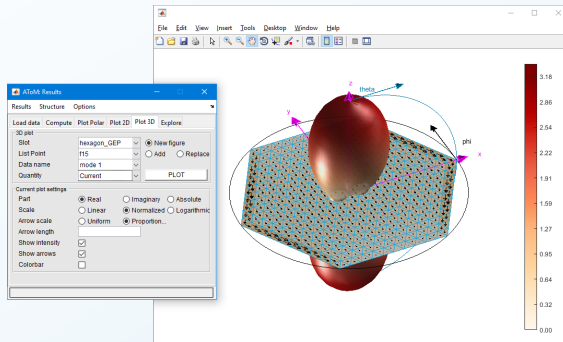 File Edit View Insert Tools Desktop Window Help
AToM: Results
Results Structure Options
Load data Compute Plot Polar Plot 2D Plot 3D Explore
3D plot
Slot hexagon_GEP New figure
List Point f15 Add Replace
Data name mode 1
Quantity Current PLOT
Current plot settings
Part Real Imaginary Absolute
Scale Linear Normalized Logarithmic
Arrow scale Uniform Proportion...
Arrow length
Show intensity
Show arrows
Colorbar
z
theta
y
phi
x
3.18
2.86
2.54
2.22
1.91
1.59
1.27
0.95
0.64
0.32
0.00